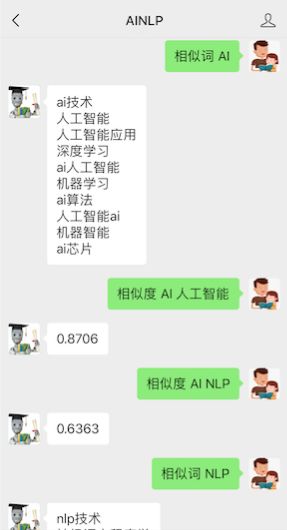 AINLP
相似词 AI
ai技术
人工智能
人工智能应用
深度学习
ai人工智能
机器学习
ai算法
人工智能ai
机器智能
ai芯片
相似度 AI 人工智能
0.8706
相似度 AI NLP
0.6363
相似词 NLP
nlp技术